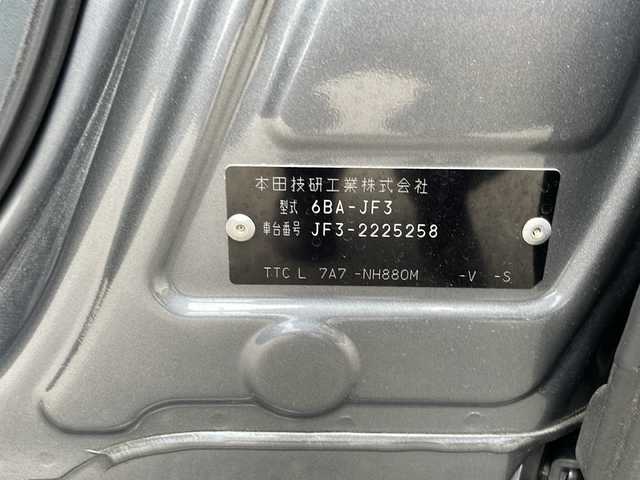 本田技研工業株式会社
型式 6BA-JF3
車台番号 JF3-2225258
TTC L 7A7 -NH880M -V -S